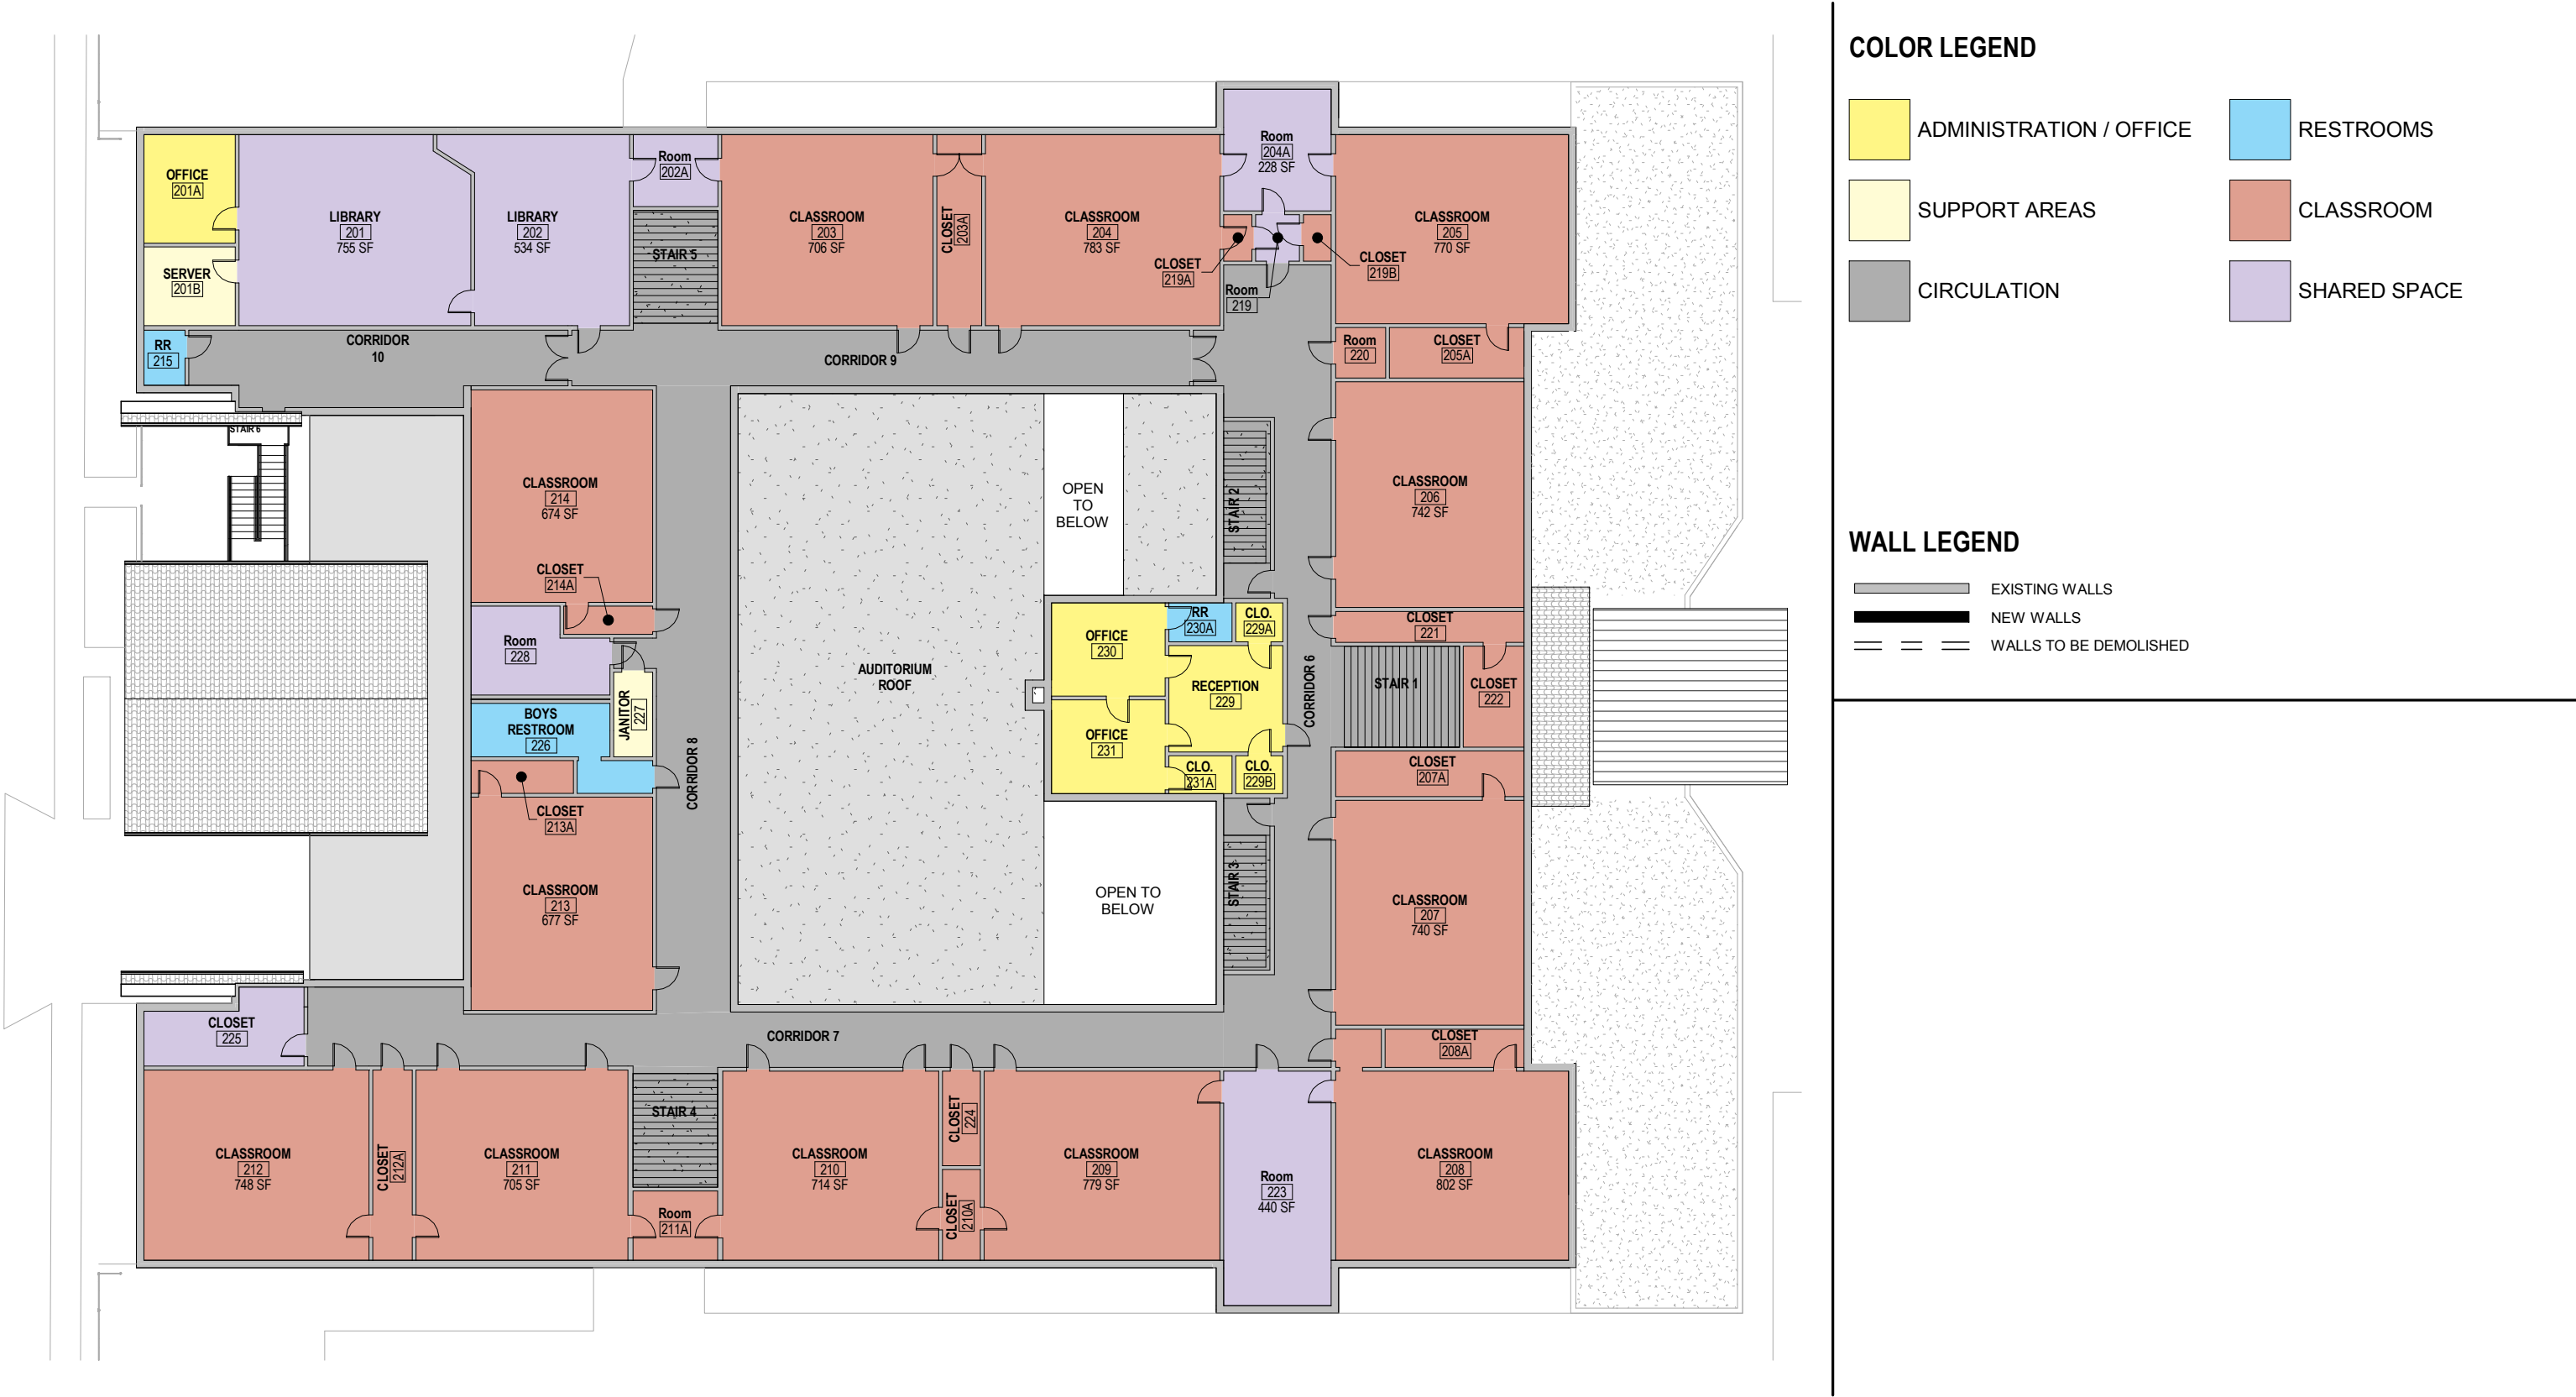 OFFICE
201A
SERVER
201B
LIBRARY
201
755 SF
LIBRARY
202
534 SF
Room
202A
STAIR 5
CLASSROOM
203
706 SF
CLOSET
203A
CLASSROOM
204
783 SF
Room
204A
228 SF
CLOSET
219A
Room
219
CLOSET
219B
CLASSROOM
205
770 SF
RR
215
CORRIDOR
10
CORRIDOR 9
Room
220
CLOSET
205A
STAIR 6
CLASSROOM
214
674 SF
CLOSET
214A
OPEN
TO
BELOW
STAIR 2
CLASSROOM
206
742 SF
Room
228
OFFICE
230
RR
230A
CLO.
229A
CLOSET
221
AUDITORIUM
ROOF
RECEPTION
229
CORRIDOR 6
STAIR 1
CLOSET
222
JANITOR
227
BOYS
RESTROOM
226
CORRIDOR 8
OFFICE
231
CLO.
231A
CLO.
229B
CLOSET
207A
CLOSET
213A
CLASSROOM
213
677 SF
OPEN TO
BELOW
STAIR 3
CLASSROOM
207
740 SF
CLOSET
225
CORRIDOR 7
CLOSET
208A
CLASSROOM
212
748 SF
CLOSET
212A
CLASSROOM
211
705 SF
STAIR 4
Room
211A
CLASSROOM
210
714 SF
CLOSET
224
CLOSET
210A
CLASSROOM
209
779 SF
Room
223
440 SF
CLASSROOM
208
802 SF
COLOR LEGEND
ADMINISTRATION / OFFICE
RESTROOMS
SUPPORT AREAS
CLASSROOM
CIRCULATION
SHARED SPACE
WALL LEGEND
EXISTING WALLS
NEW WALLS
WALLS TO BE DEMOLISHED